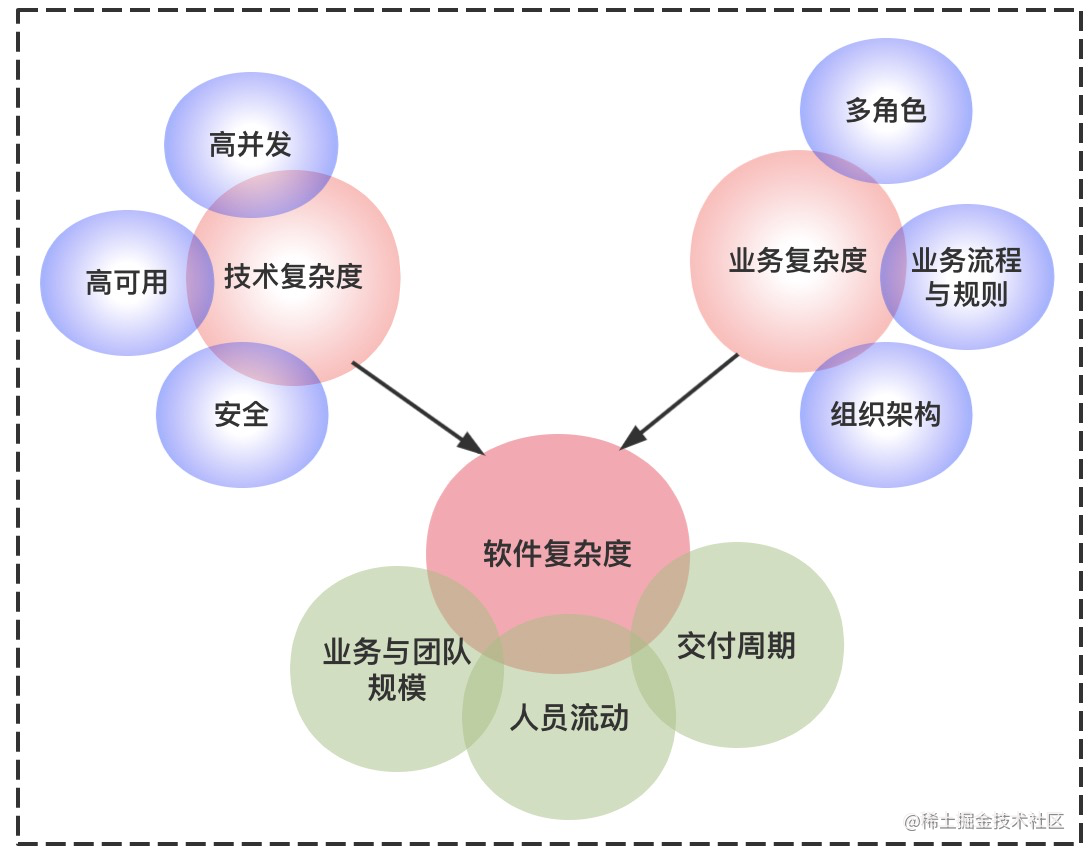 高并发
高可用
技术复杂度
安全
多角色
业务复杂度
业务流程
与规则
组织架构
软件复杂度
业务与团队
规模
人员流动
交付周期
@稀土掘金技术社区